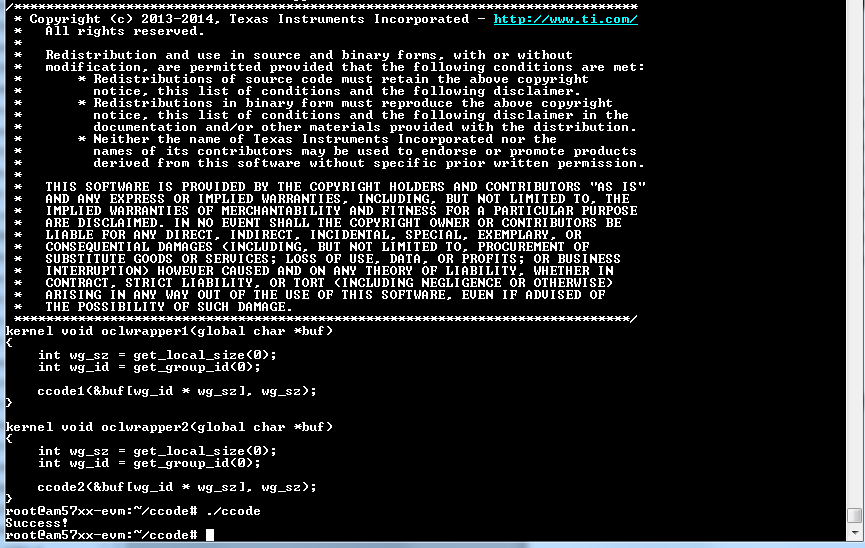 /******************************************************************************
* Copyright (c) 2013-2014, Texas Instruments Incorporated - http://www.ti.com/
*   All rights reserved.
*
*   Redistribution and use in source and binary forms, with or without
*   modification, are permitted provided that the following conditions are met:
*       * Redistributions of source code must retain the above copyright
*         notice, this list of conditions and the following disclaimer.
*       * Redistributions in binary form must reproduce the above copyright
*         notice, this list of conditions and the following disclaimer in the
*         documentation and/or other materials provided with the distribution.
*       * Neither the name of Texas Instruments Incorporated nor the
*         names of its contributors may be used to endorse or promote products
*         derived from this software without specific prior written permission.
*
*   THIS SOFTWARE IS PROVIDED BY THE COPYRIGHT HOLDERS AND CONTRIBUTORS "AS IS"
*   AND ANY EXPRESS OR IMPLIED WARRANTIES, INCLUDING, BUT NOT LIMITED TO, THE
*   IMPLIED WARRANTIES OF MERCHANTABILITY AND FITNESS FOR A PARTICULAR PURPOSE
*   ARE DISCLAIMED. IN NO EVENT SHALL THE COPYRIGHT OWNER OR CONTRIBUTORS BE
*   LIABLE FOR ANY DIRECT, INDIRECT, INCIDENTAL, SPECIAL, EXEMPLARY, OR
*   CONSEQUENTIAL DAMAGES (INCLUDING, BUT NOT LIMITED TO, PROCUREMENT OF
*   SUBSTITUTE GOODS OR SERVICES; LOSS OF USE, DATA, OR PROFITS; OR BUSINESS
*   INTERRUPTION) HOWEVER CAUSED AND ON ANY THEORY OF LIABILITY, WHETHER IN
*   CONTRACT, STRICT LIABILITY, OR TORT (INCLUDING NEGLIGENCE OR OTHERWISE)
*   ARISING IN ANY WAY OUT OF THE USE OF THIS SOFTWARE, EVEN IF ADVISED OF
*   THE POSSIBILITY OF SUCH DAMAGE.
*****************************************************************************/
kernel void oclwrapper1(global char *buf)
{
    int wg_sz = get_local_size(0);
    int wg_id = get_group_id(0);
    ccode1(&buf[wg_id * wg_sz], wg_sz);
}
kernel void oclwrapper2(global char *buf)
{
    int wg_sz = get_local_size(0);
    int wg_id = get_group_id(0);
    ccode2(&buf[wg_id * wg_sz], wg_sz);
}
root@am57xx-evm:~/ccode# ./ccode
Success!
root@am57xx-evm:~/ccode#